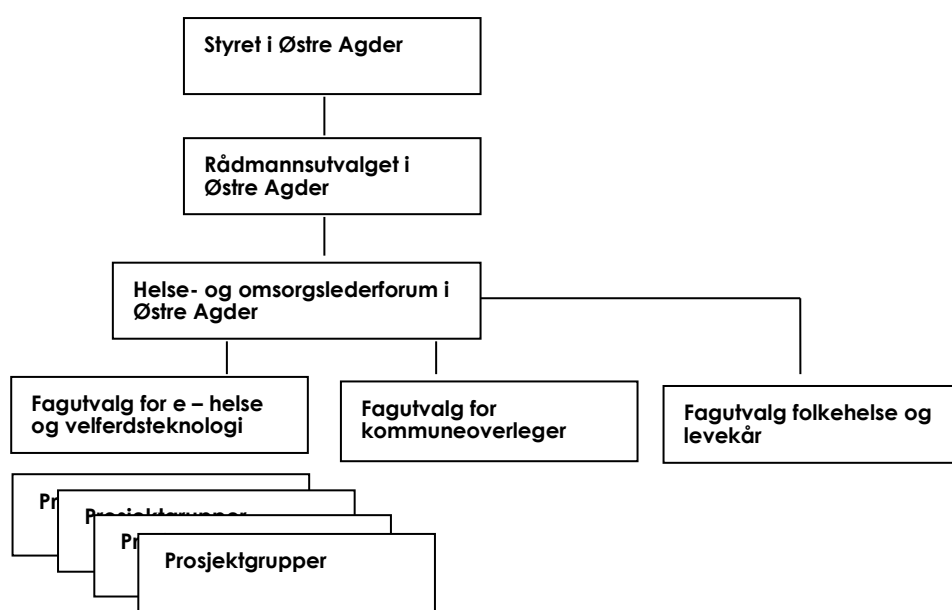 Styret i Østre Agder
Rådmannsutvalget i
Østre Agder
Helse- og omsorgslederforum i
Østre Agder
Fagutvalg for e – helse
og velferdsteknologi
Fagutvalg for
kommuneoverleger
Fagutvalg folkehelse og
levekår
Prosjektgrupper
Prosjektgrupper